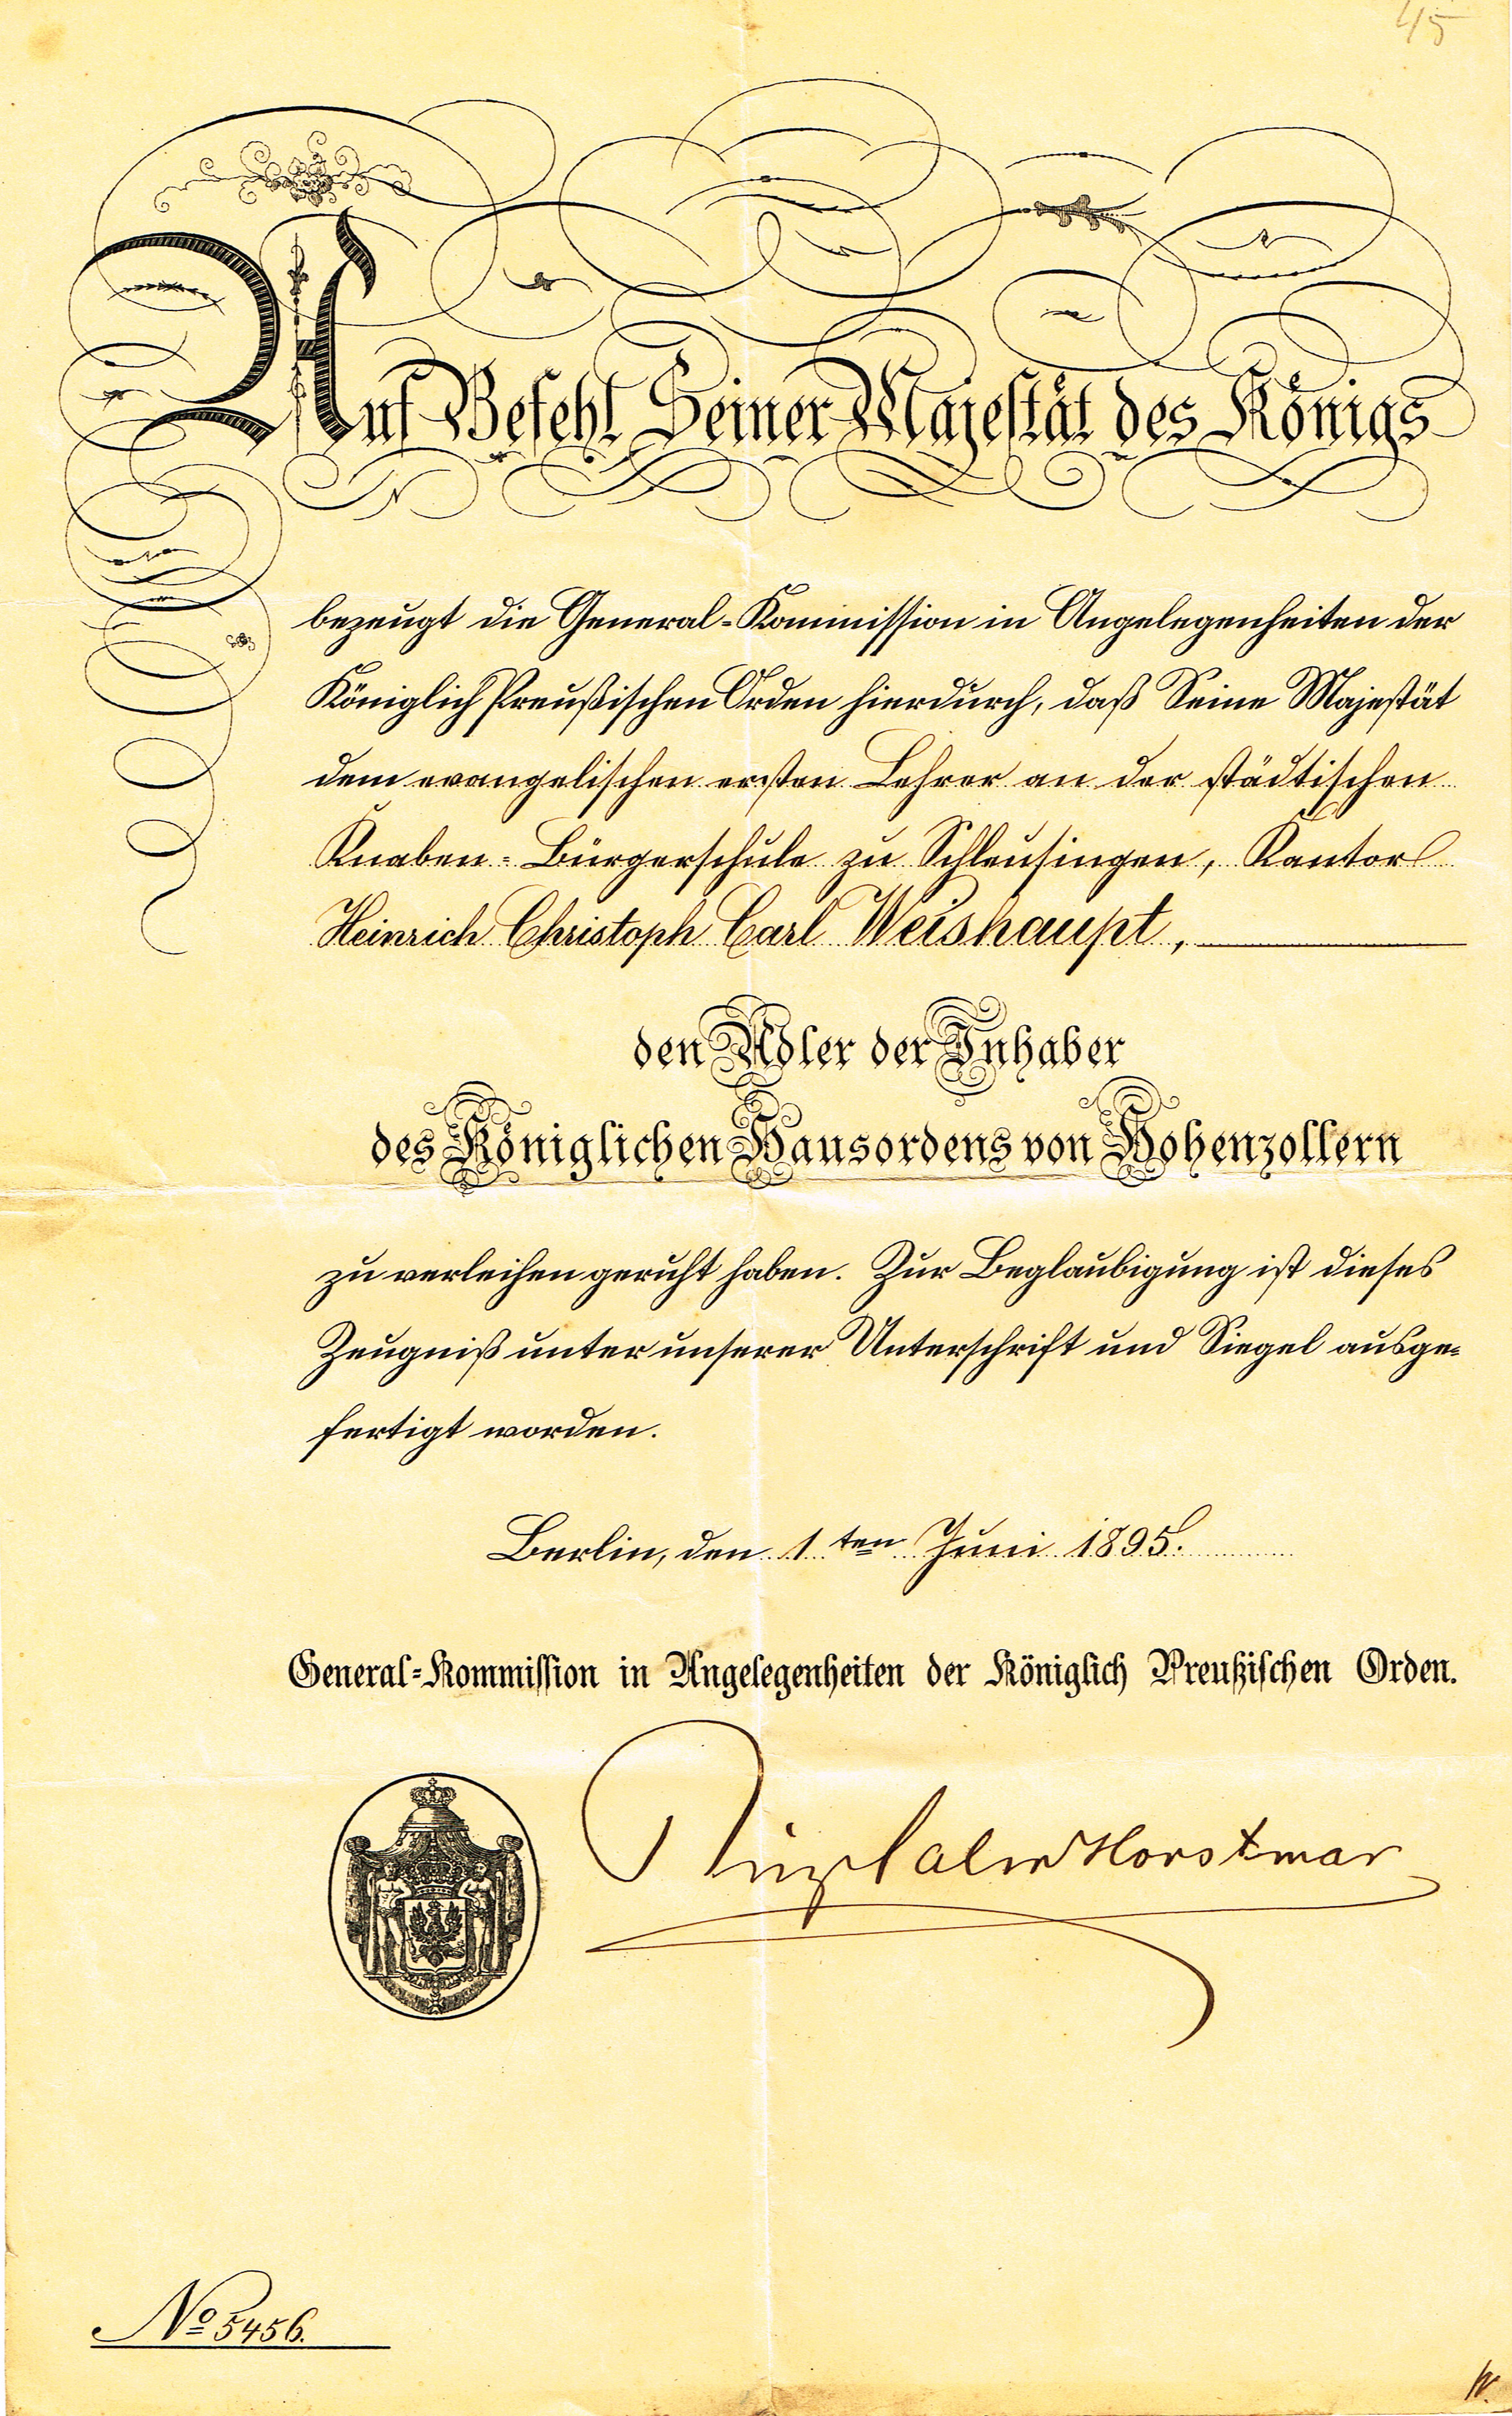 45
Auf Befehl Seiner Majestät des Königs
bezeugt die General-Kommission in Angelegenheiten der
Königlich Preußischen Orden hierdurch, daß Seine Majestät
dem evangelischen ersten Lehrer an der städtischen
Knaben-Bürgerschule zu Schleusingen, Kantor
Heinrich Christoph Carl Weishaupt,
den Adler der Inhaber
des Königlichen Hausordens von Hohenzollern
zu verleihen geruht haben. Zur Beglaubigung ist dieses
Zeugniß unter unserer Unterschrift und Siegel ausge-
fertigt worden.
Berlin, den 1ten Juni 1895.
General-Kommission in Angelegenheiten der Königlich Preußischen Orden.
Salm Horstmar
No 5456.
W.